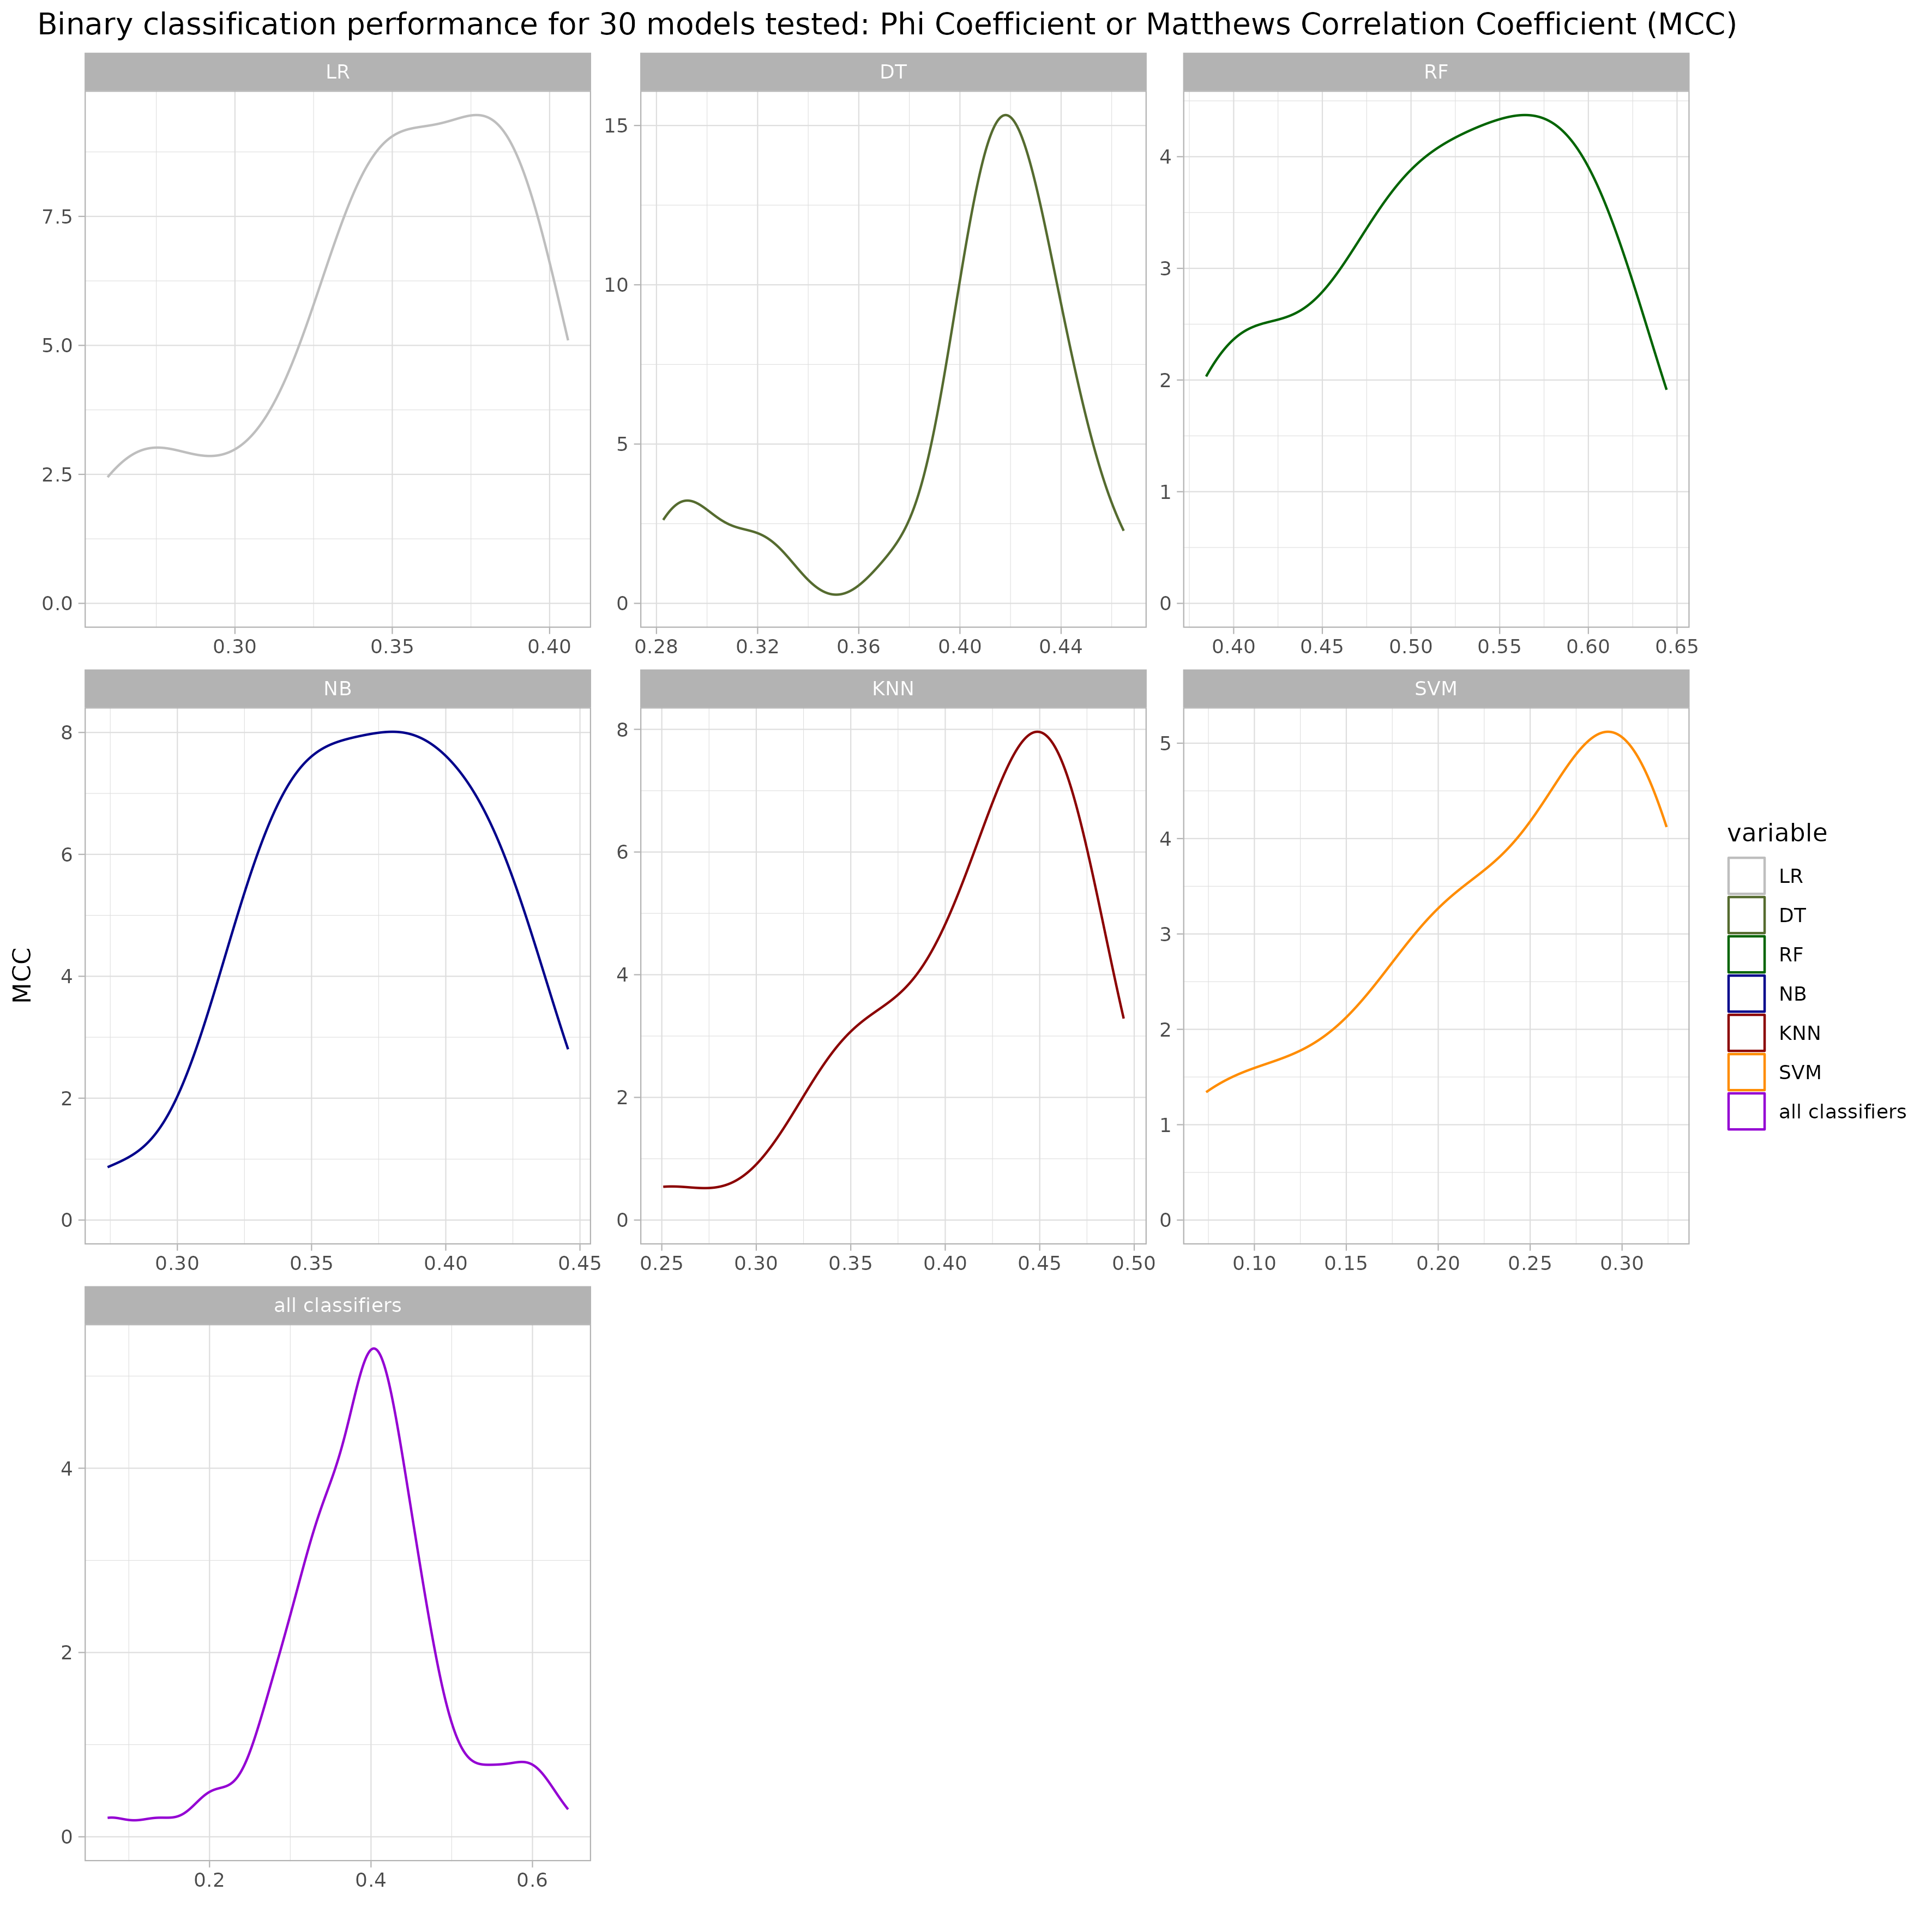 Binary classification performance for 30 models tested: Phi Coefficient or Matthews Correlation Coefficient (MCC)
LR
DT
RF
7.5
5.0
2.5
0.0
0.30 0.35 0.40
15
10
5
0
0.28 0.32 0.36 0.40 0.44
4
3
2
1
0
0.40 0.45 0.50 0.55 0.60 0.65
NB
KNN
SVM
8
6
4
2
0
0.30 0.35 0.40 0.45
8
6
4
2
0
0.25 0.30 0.35 0.40 0.45 0.50
5
4
3
2
1
0
0.10 0.15 0.20 0.25 0.30
MCC
all classifiers
4
2
0
0.2 0.4 0.6
variable
LR
DT
RF
NB
KNN
SVM
all classifiers